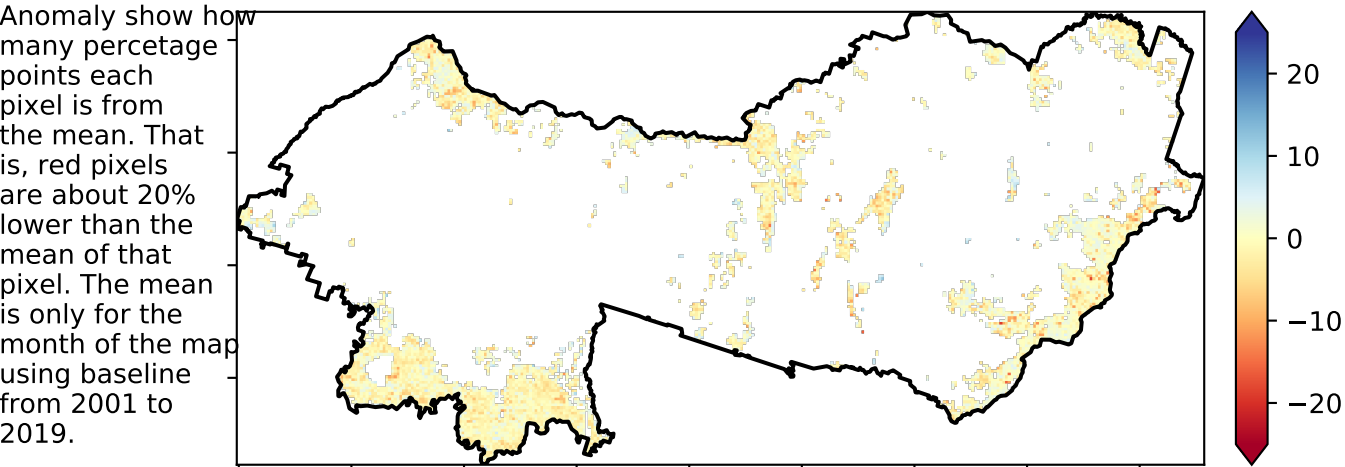 Anomaly show how
many percetage
points each
pixel is from
the mean. That
is, red pixels
are about 20%
lower than the
mean of that
pixel. The mean
is only for the
month of the map
using baseline
from 2001 to
2019.
20
10
0
−10
−20